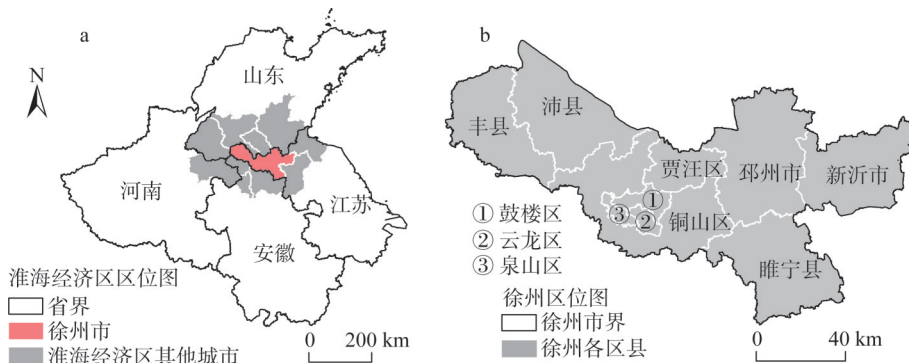 a
N
山东
河南
江苏
安徽
淮海经济区区位图
省界
徐州市
淮海经济区其他城市
0 200 km
b
沛县
丰县
贾汪区
邳州市
新沂市
①
③
②
铜山区
睢宁县
① 鼓楼区
② 云龙区
③ 泉山区
徐州区位图
徐州市界
徐州各区县
0 40 km